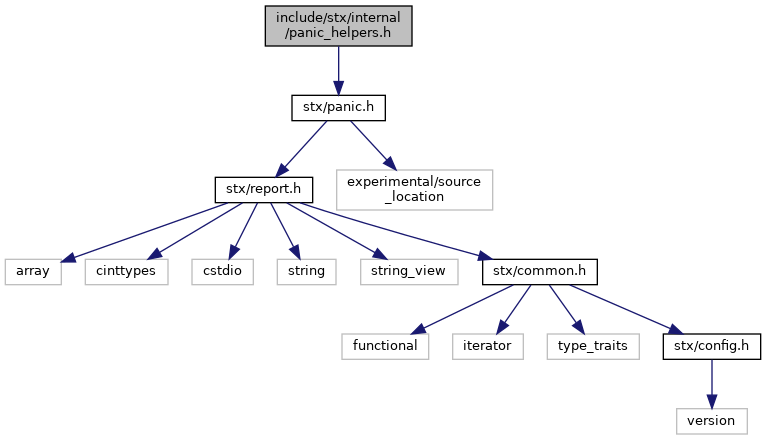 include/stx/internal
/panic_helpers.h
stx/panic.h
stx/report.h
experimental/source
_location
array
cinttypes
cstdio
string
string_view
stx/common.h
functional
iterator
type_traits
stx/config.h
version